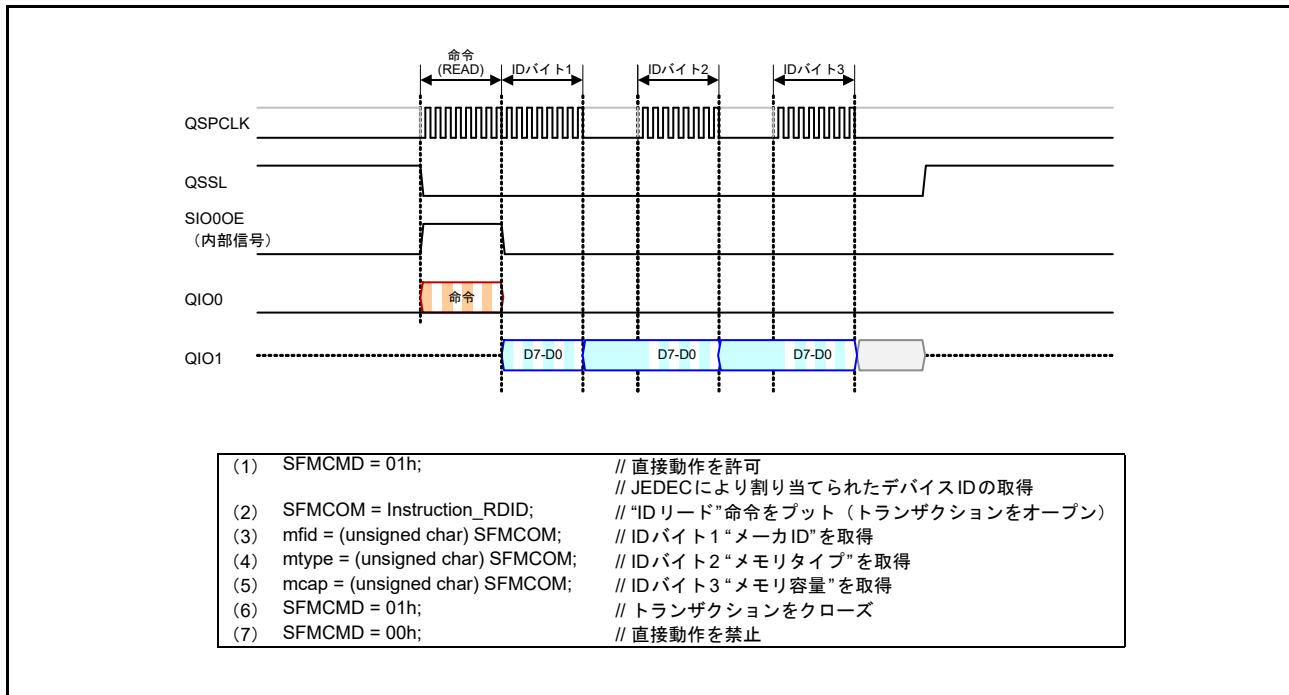 命令
(READ) IDバイト1 IDバイト2 IDバイト3
QSPCLK
QSSL
SIO0OE
（内部信号）
QIO0 命令
QIO1 D7-D0 D7-D0 D7-D0
（1） SFMCMD = 01h; // 直接動作を許可
// JEDECにより割り当てられたデバイスIDの取得
（2） SFMCOM = Instruction_RDID; // “IDリード”命令をプット（トランザクションをオープン）
（3） mfid = (unsigned char) SFMCOM; // IDバイト1 “メーカID”を取得
（4） mtype = (unsigned char) SFMCOM; // IDバイト2 “メモリタイプ”を取得
（5） mcap = (unsigned char) SFMCOM; // IDバイト3 “メモリ容量”を取得
（6） SFMCMD = 01h; // トランザクションをクローズ
（7） SFMCMD = 00h; // 直接動作を禁止